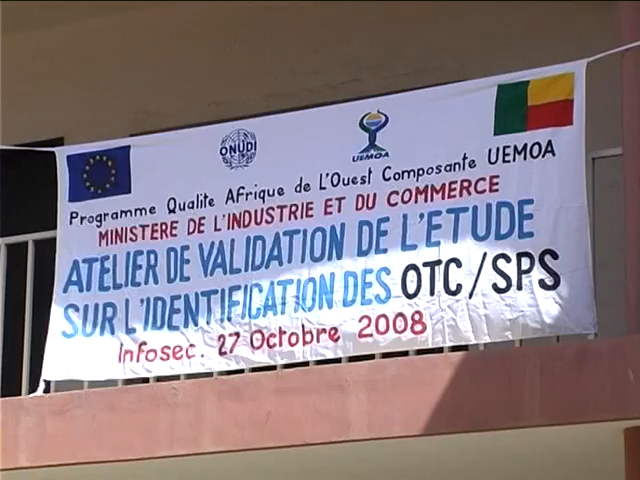 ONUDI
UEMOA
Programme Qualite Afrique de L'Ouest Composante UEMOA
MINISTERE DE L'INDUSTRIE ET DU COMMERCE
ATELIER DE VALIDATION DE L'ETUDE
SUR L'IDENTIFICATION DES OTC/SPS
Infosec. 27 Octobre 2008